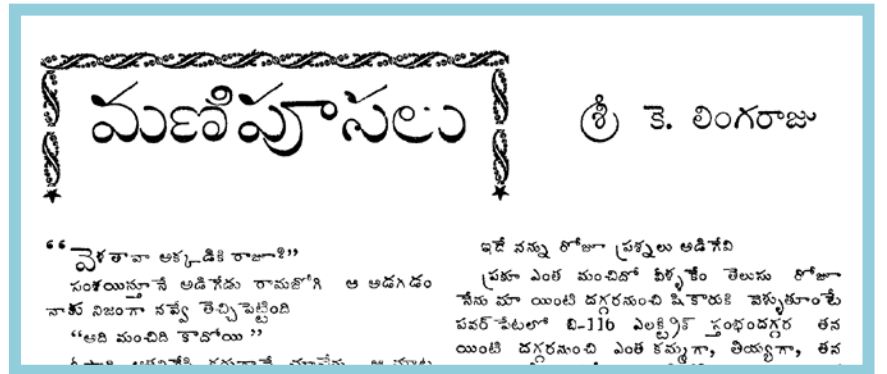 మణిపూసలు
శ్రీ కె. లింగరాజు
“వెళతావా అక్కడికి రాజూ?”
సంశయిస్తూనే అడిగేడు రామజోగి ఆ అడగడం
నాకు నిజంగా నవ్వే తెచ్చిపెట్టింది
“అది మంచిది కాదోయి”
ఇదే నన్ను రోజూ ప్రశ్నలు అడిగేవి
ప్రభా ఎంత మంచిదో వీళ్ళకేం తెలుసు రోజూ
నేను మా యింటి దగ్గరనుంచి షికారుకి వెళ్ళుతూంటే
పవర్ పేటలో బి-116 ఎలక్ట్రిక్ స్తంభందగ్గర తన
యింటి దగ్గరనుంచి ఎంత కమ్మగా, తియ్యగా, తన